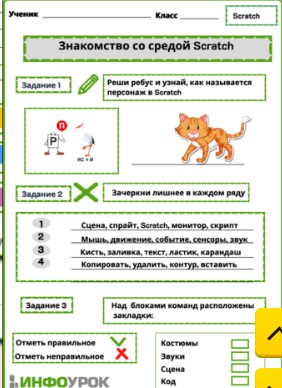 Ученик Класс Scratch
Знакомство со средой Scratch
Задание 1
Реши ребус и узнай, как называется
персонаж в Scratch
П
Р
ИС = И
Задание 2
Зачеркни лишнее в каждом ряду
1 Сцена, спрайт, Scratch, монитор, скрипт
2 Мышь, движение, событие, сенсоры, звук
3 Кисть, заливка, текст, ластик, карандаш
4 Копировать, удалить, контур, вставить
Задание 3
Над блоками команд расположены
закладки:
Отметь правильное
Отметь неправильное
Костюмы
Звуки
Сцена
Код
ИНФОУРОК